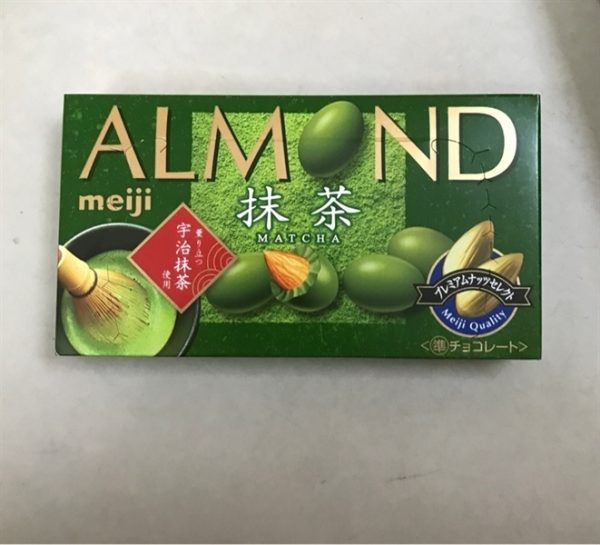 ALMOND
meiji
抹茶
MATCHA
薫り立つ
宇治抹茶
使用
プレミアムナッツセレクト
Meiji Quality
<準チョコレート>